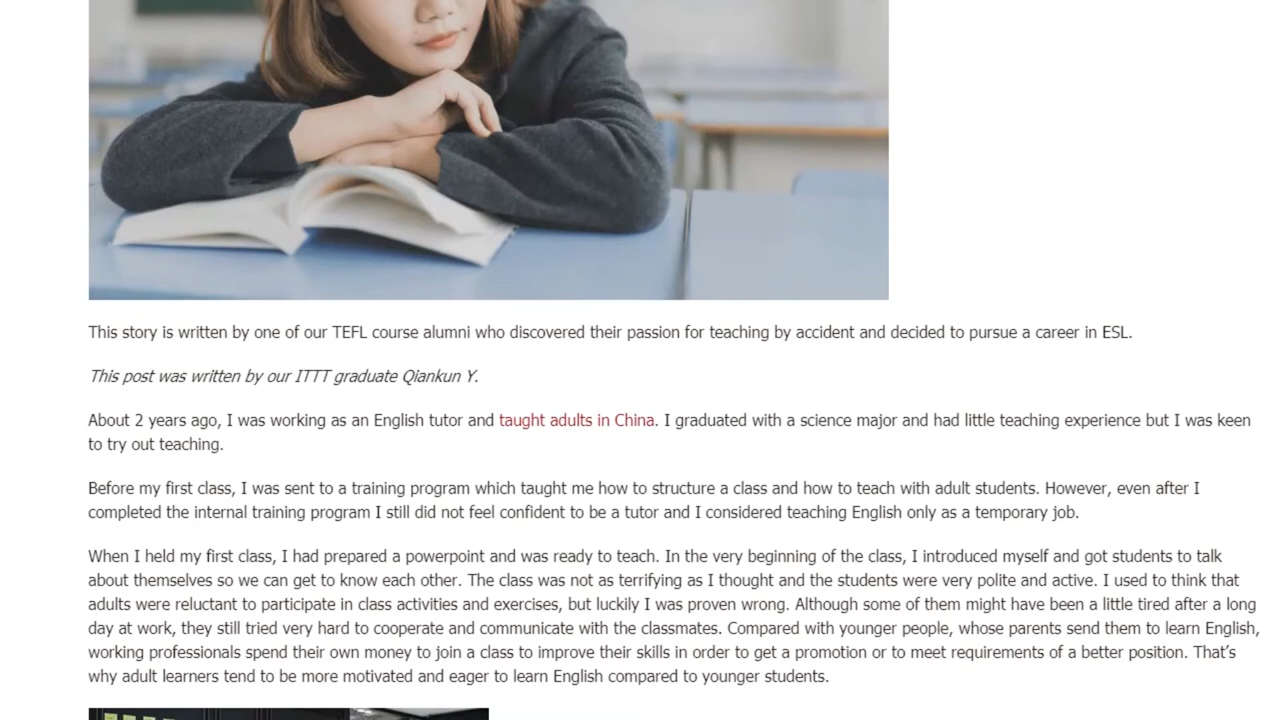 This story is written by one of our TEFL course alumni who discovered their passion for teaching by accident and decided to pursue a career in ESL.
This post was written by our ITTT graduate Qiankun Y.
About 2 years ago, I was working as an English tutor and taught adults in China. I graduated with a science major and had little teaching experience but I was keen
to try out teaching.
Before my first class, I was sent to a training program which taught me how to structure a class and how to teach with adult students. However, even after I
completed the internal training program I still did not feel confident to be a tutor and I considered teaching English only as a temporary job.
When I held my first class, I had prepared a powerpoint and was ready to teach. In the very beginning of the class, I introduced myself and got students to talk
about themselves so we can get to know each other. The class was not as terrifying as I thought and the students were very polite and active. I used to think that
adults were reluctant to participate in class activities and exercises, but luckily I was proven wrong. Although some of them might have been a little tired after a long
day at work, they still tried very hard to cooperate and communicate with the classmates. Compared with younger people, whose parents send them to learn English,
working professionals spend their own money to join a class to improve their skills in order to get a promotion or to meet requirements of a better position. That’s
why adult learners tend to be more motivated and eager to learn English compared to younger students.